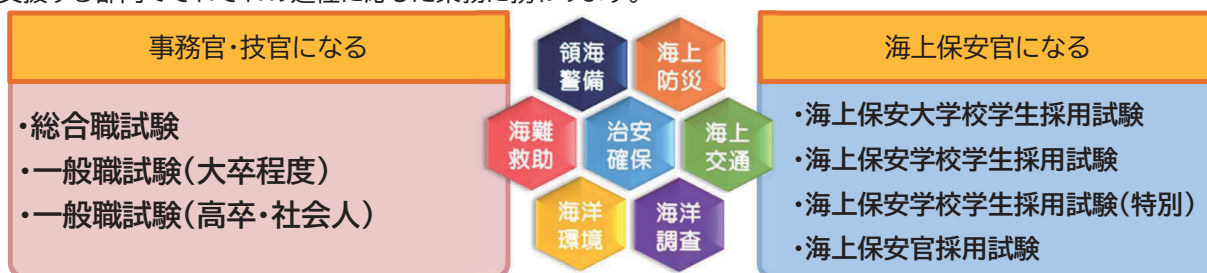 事務官・技官になる
・総合職試験
・一般職試験(大卒程度)
・一般職試験(高卒・社会人)
領海
警備
海上
防災
海難
救助
治安
確保
海上
交通
海洋
環境
海洋
調査
海上保安官になる
・海上保安大学校学生採用試験
・海上保安学校学生採用試験
・海上保安学校学生採用試験(特別)
・海上保安官採用試験